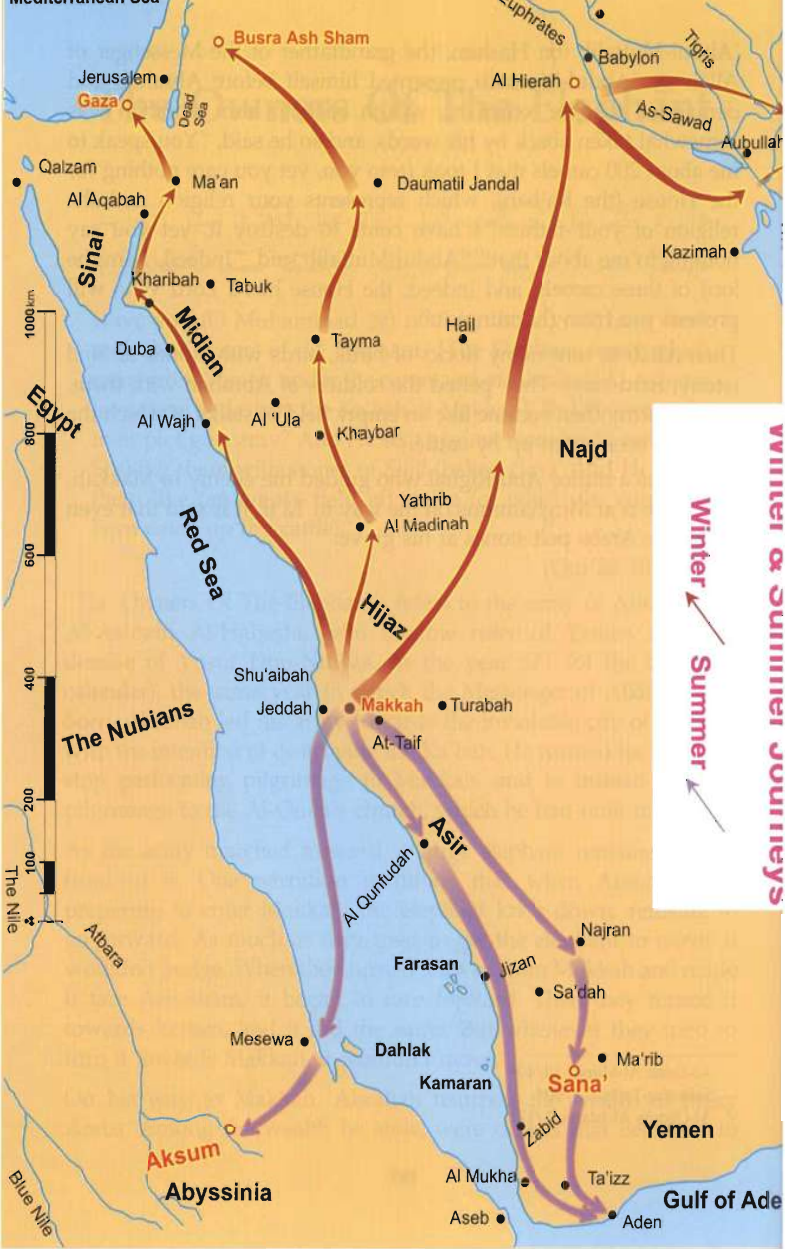 Mediterranean Sea
Euphrates
Tigris
Busra Ash Sham
Babylon
Jerusalem
Al Hierah
Gaza
Dead
Sea
As-Sawad
Aubullah
Qalzam
Ma'an
Daumatil Jandal
Al Aqabah
Sinai
Kazimah
Kharibah
Tabuk
1000km
Midian
Hail
Tayma
Duba
Egypt
Al 'Ula
Al Wajh
Khaybar
800
Najd
Winter & Summer Journeys
Winter
Summer
Yathrib
Al Madinah
Red Sea
600
Hijaz
Shu'aibah
400
Jeddah
Makkah
Turabah
The Nubians
At-Taif
200
Asir
100
The Nile
Al Qunfudah
Atbara
Najran
Farasan
Jizan
Sa'dah
Mesewa
Dahlak
Ma'rib
Kamaran
Sana'
Zabid
Yemen
Aksum
Abyssinia
Al Mukha
Ta'izz
Blue Nile
Gulf of Ade
Aseb
Aden